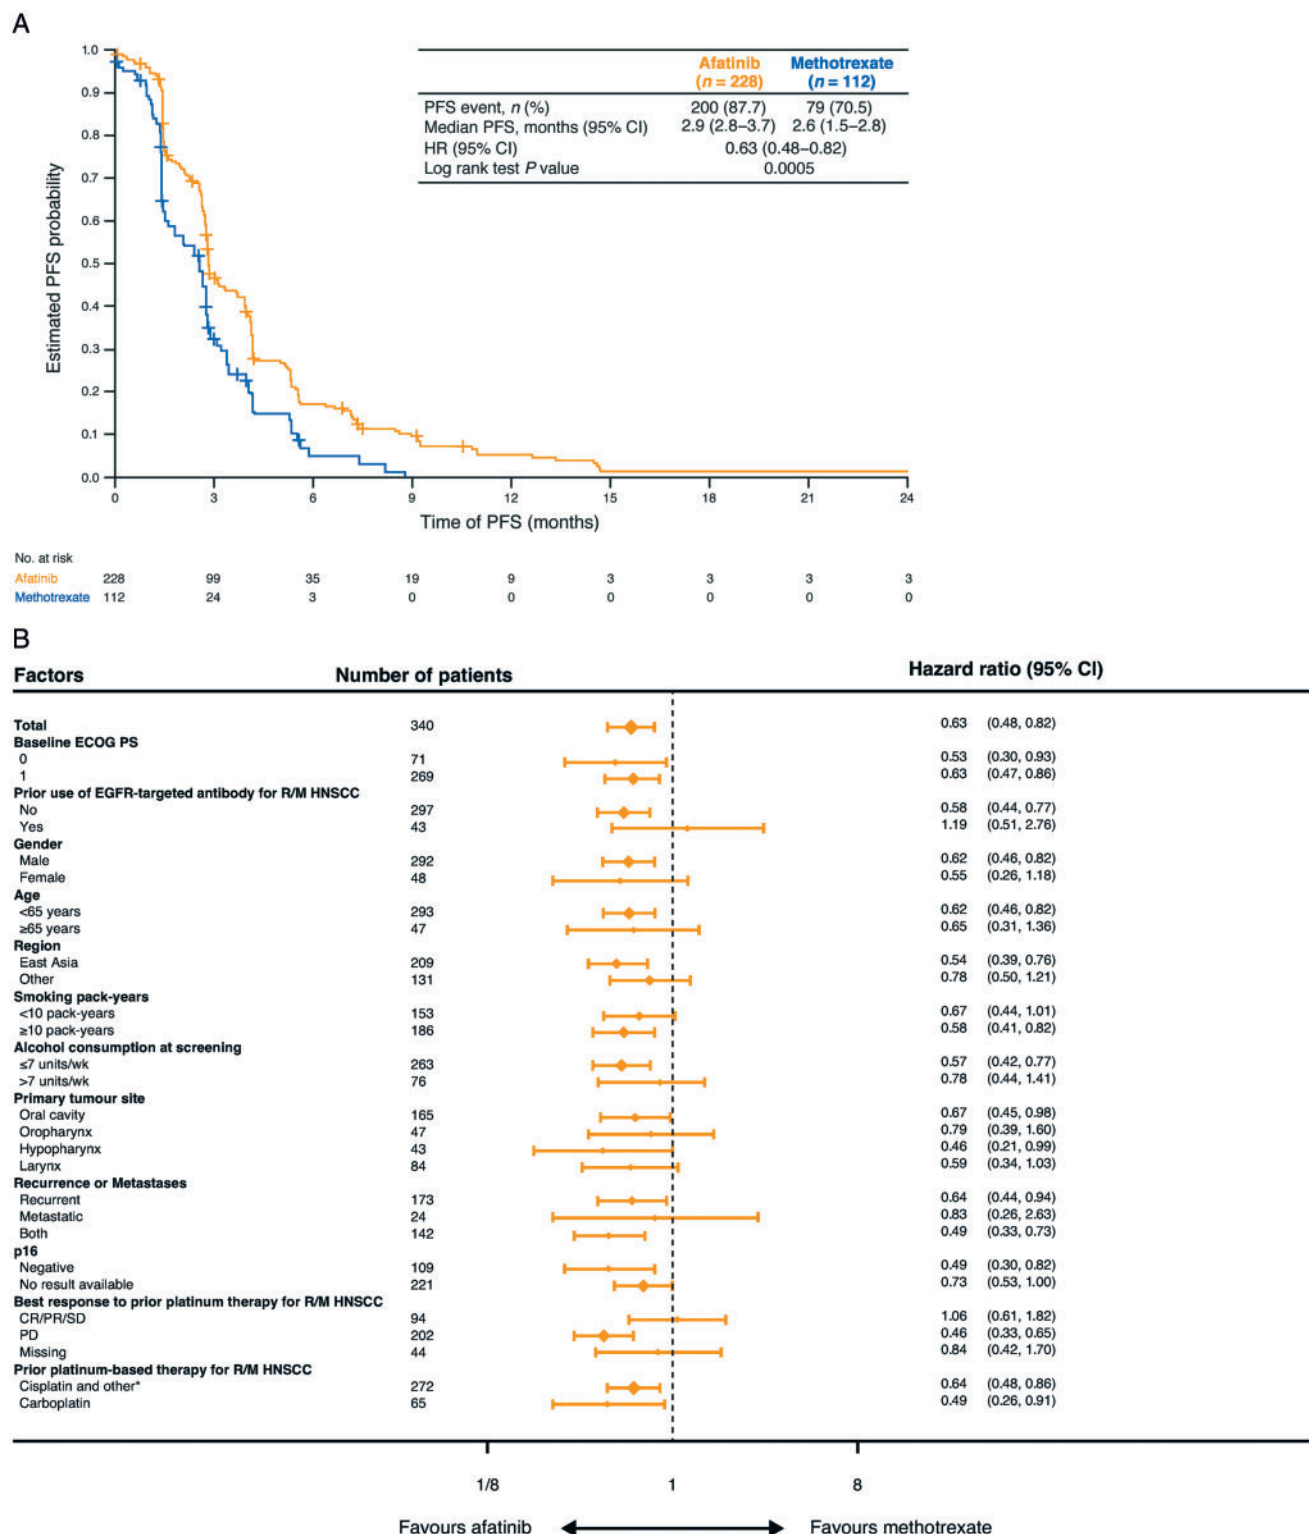 A
Afatinib Methotrexate
(n = 228) (n = 112)
PFS event, n (%) 200 (87.7) 79 (70.5)
Median PFS, months (95% CI) 2.9 (2.8–3.7) 2.6 (1.5–2.8)
HR (95% CI) 0.63 (0.48–0.82)
Log rank test P value 0.0005
Estimated PFS probability
1.0
0.9
0.8
0.7
0.6
0.5
0.4
0.3
0.2
0.1
0.0
0 3 6 9 12 15 18 21 24
Time of PFS (months)
No. at risk
Afatinib 228 99 35 19 9 3 3 3 3
Methotrexate 112 24 3 0 0 0 0 0 0
B
Factors Number of patients Hazard ratio (95% CI)
Total 340 0.63 (0.48, 0.82)
Baseline ECOG PS
0 71 0.53 (0.30, 0.93)
1 269 0.63 (0.47, 0.86)
Prior use of EGFR-targeted antibody for R/M HNSCC
No 297 0.58 (0.44, 0.77)
Yes 43 1.19 (0.51, 2.76)
Gender
Male 292 0.62 (0.46, 0.82)
Female 48 0.55 (0.26, 1.18)
Age
<65 years 293 0.62 (0.46, 0.82)
≥65 years 47 0.65 (0.31, 1.36)
Region
East Asia 209 0.54 (0.39, 0.76)
Other 131 0.78 (0.50, 1.21)
Smoking pack-years
<10 pack-years 153 0.67 (0.44, 1.01)
≥10 pack-years 186 0.58 (0.41, 0.82)
Alcohol consumption at screening
≤7 units/wk 263 0.57 (0.42, 0.77)
>7 units/wk 76 0.78 (0.44, 1.41)
Primary tumour site
Oral cavity 165 0.67 (0.45, 0.98)
Oropharynx 47 0.79 (0.39, 1.60)
Hypopharynx 43 0.46 (0.21, 0.99)
Larynx 84 0.59 (0.34, 1.03)
Recurrence or Metastases
Recurrent 173 0.64 (0.44, 0.94)
Metastatic 24 0.83 (0.26, 2.63)
Both 142 0.49 (0.33, 0.73)
p16
Negative 109 0.49 (0.30, 0.82)
No result available 221 0.73 (0.53, 1.00)
Best response to prior platinum therapy for R/M HNSCC
CR/PR/SD 94 1.06 (0.61, 1.82)
PD 202 0.46 (0.33, 0.65)
Missing 44 0.84 (0.42, 1.70)
Prior platinum-based therapy for R/M HNSCC
Cisplatin and other* 272 0.64 (0.48, 0.86)
Carboplatin 65 0.49 (0.26, 0.91)
1/8 1 8
Favours afatinib Favours methotrexate